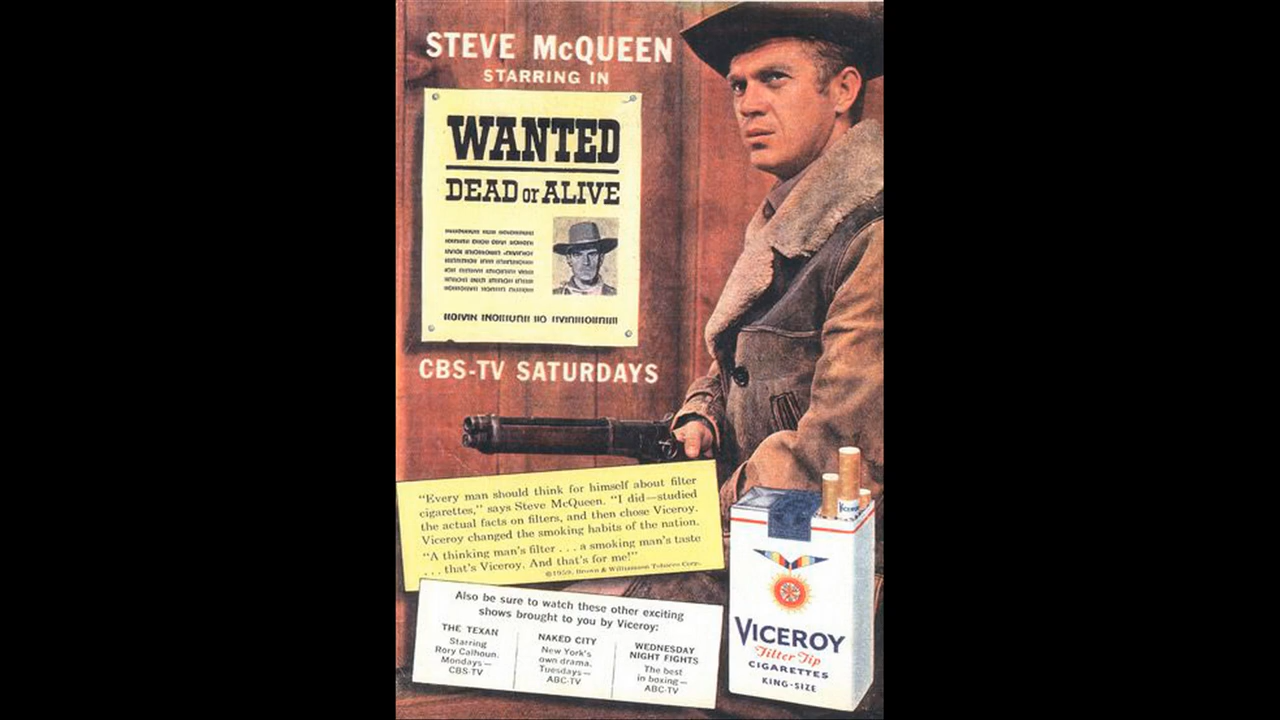 STEVE McQUEEN
STARRING IN
WANTED
DEAD or ALIVE
CBS-TV SATURDAYS
“Every man should think for himself about filter
cigarettes,” says Steve McQueen. “I did—studied
the actual facts on filters, and then chose Viceroy.
Viceroy changed the smoking habits of the nation.
“A thinking man's filter . . . a smoking man's taste
. . . that's Viceroy. And that's for me!”
©1959, Brown & Williamson Tobacco Corp.
Also be sure to watch these other exciting
shows brought to you by Viceroy:
THE TEXAN
Starring
Rory Calhoun.
Mondays—
CBS-TV
NAKED CITY
New York's
own drama.
Tuesdays—
ABC-TV
WEDNESDAY
NIGHT FIGHTS
The best
in boxing—
ABC-TV
VICEROY
VICEROY
Filter Tip
CIGARETTES
KING-SIZE